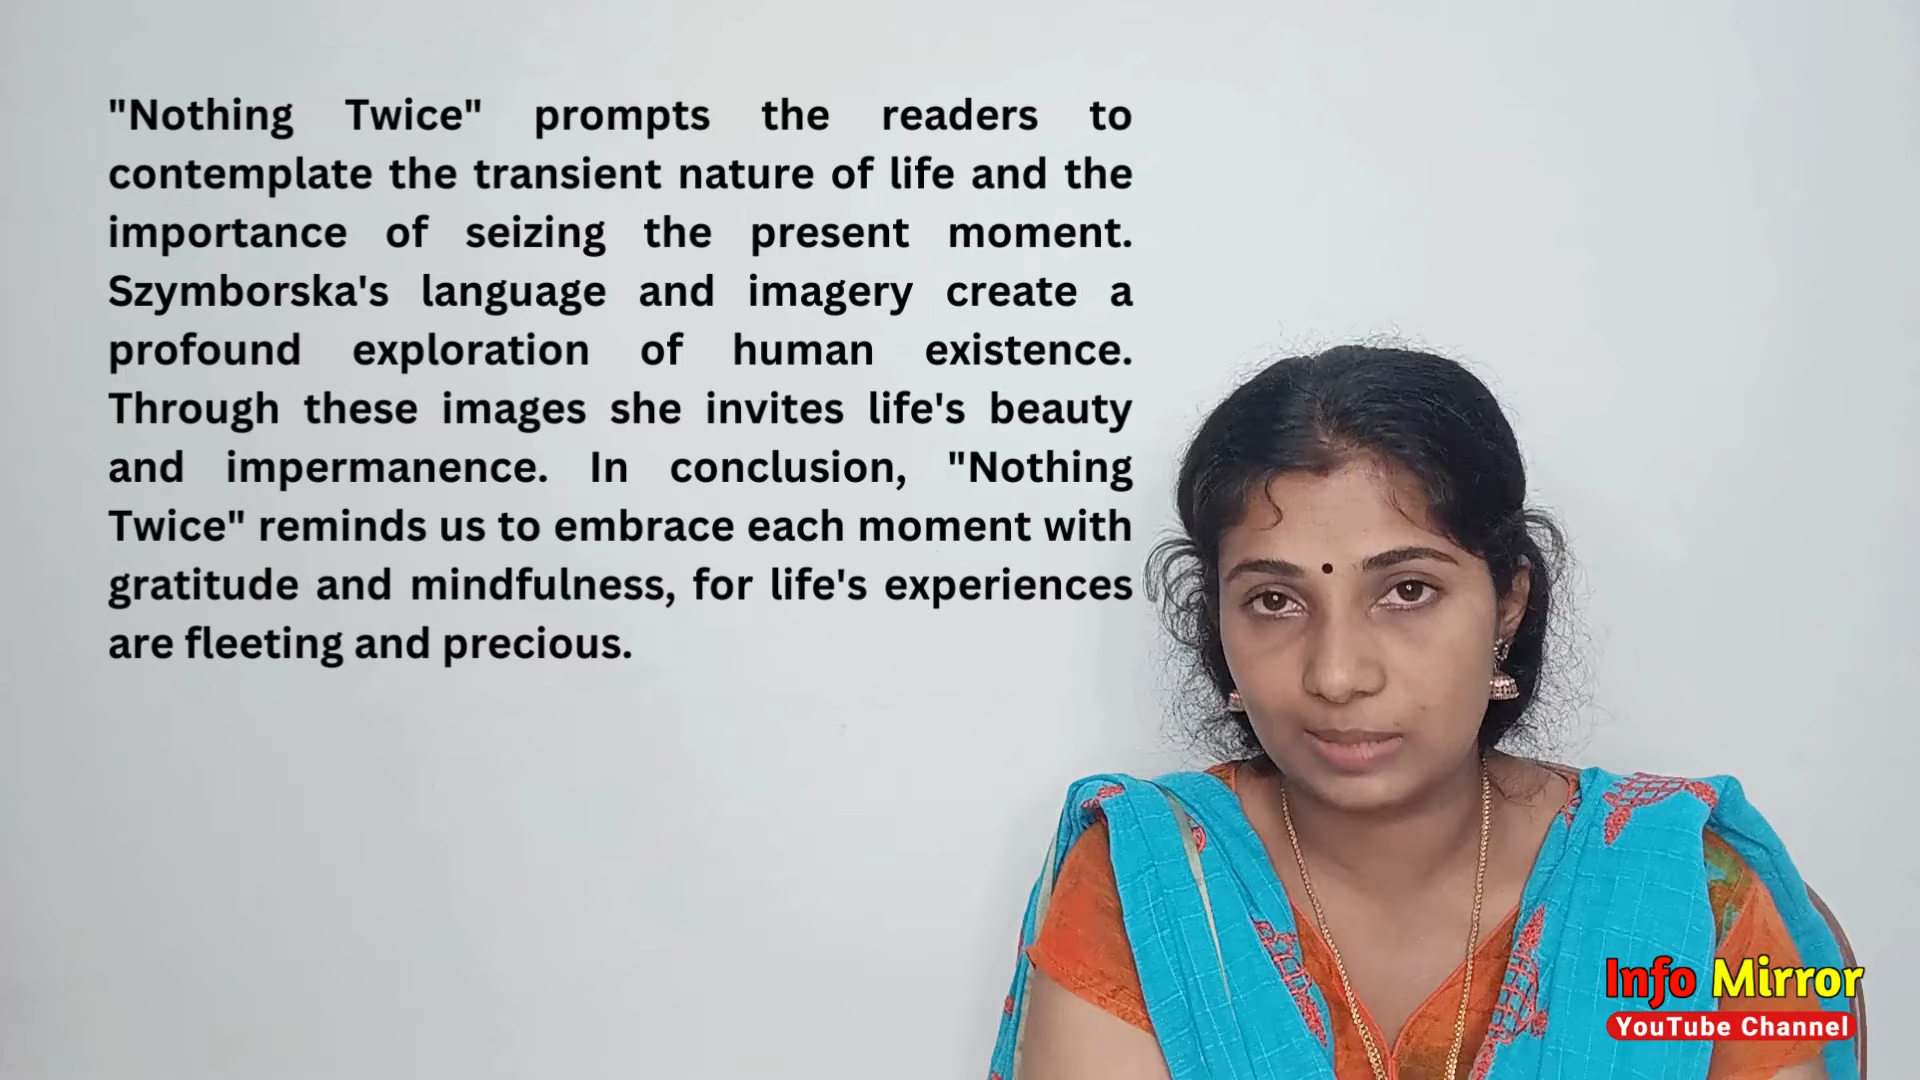 "Nothing Twice" prompts the readers to
contemplate the transient nature of life and the
importance of seizing the present moment.
Szymborska's language and imagery create a
profound exploration of human existence.
Through these images she invites life's beauty
and impermanence. In conclusion, "Nothing
Twice" reminds us to embrace each moment with
gratitude and mindfulness, for life's experiences
are fleeting and precious.
Info Mirror
YouTube Channel